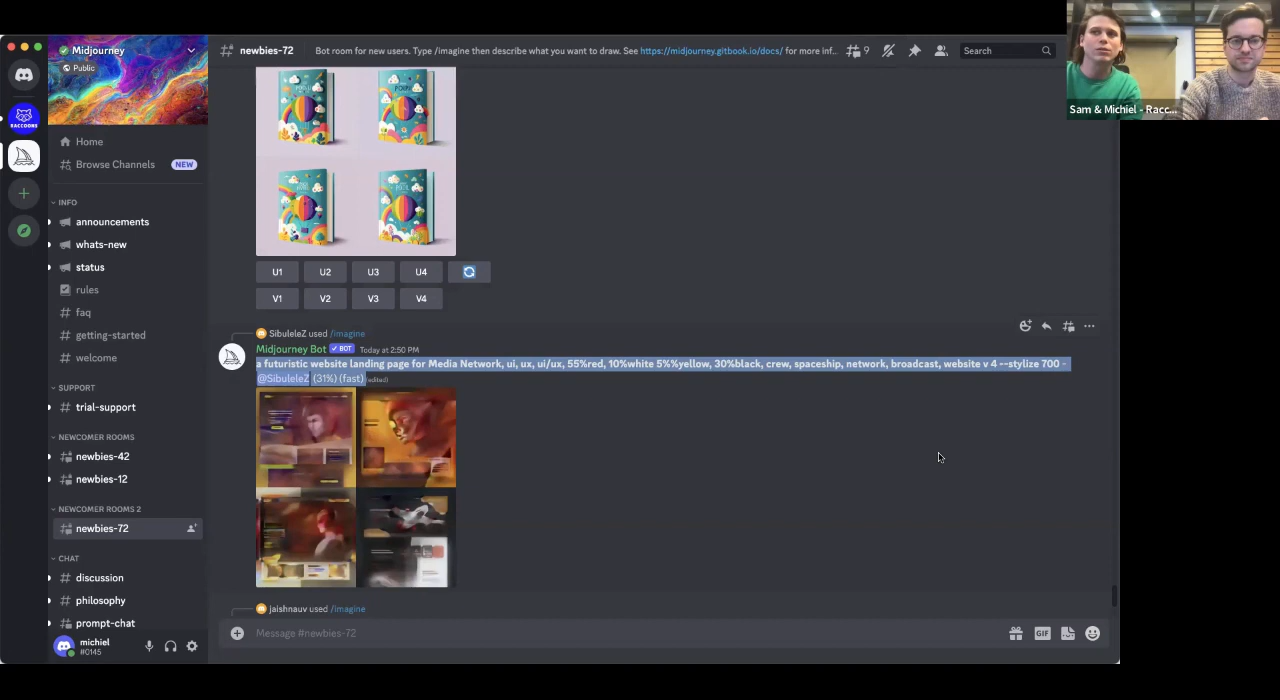 Midjourney
Public
RACCOONS
Home
Browse Channels NEW
INFO
announcements
whats-new
status
rules
faq
getting-started
welcome
SUPPORT
trial-support
NEWCOMER ROOMS
newbies-42
newbies-12
NEWCOMER ROOMS 2
newbies-72
CHAT
discussion
philosophy
prompt-chat
michiel
#0145
newbies-72
Bot room for new users. Type /imagine then describe what you want to draw. See https://midjourney.gitbook.io/docs/ for more inf...
9
Search
U1 U2 U3 U4
V1 V2 V3 V4
SibuleleZ used /imagine
Midjourney Bot ✓ BOT Today at 2:50 PM
a futuristic website landing page for Media Network, ui, ux, ui/ux, 55%red, 10%white 5%%yellow, 30%black, crew, spaceship, network, broadcast, website v 4 --stylize 700 -
@SibuleleZ (31%) (fast) (edited)
jaishnauv used /imagine
Message #newbies-72
GIF
Sam & Michiel - Racc...